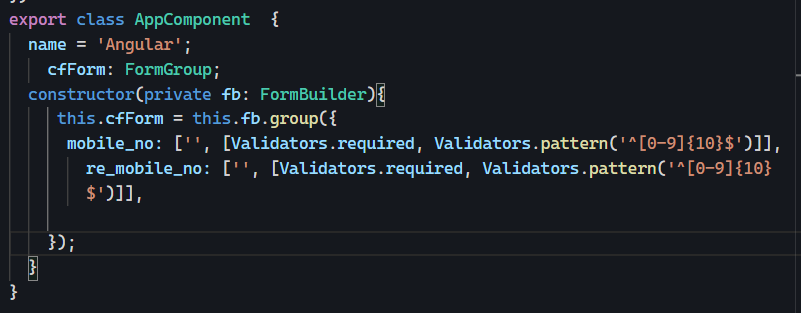 export class AppComponent  {
  name = 'Angular';
    cfForm: FormGroup;
  constructor(private fb: FormBuilder){
     this.cfForm = this.fb.group({
      mobile_no: ['', [Validators.required, Validators.pattern('^[0-9]{10}$')]],
        re_mobile_no: ['', [Validators.required, Validators.pattern('^[0-9]{10}
        $')]],
    });
  }
}